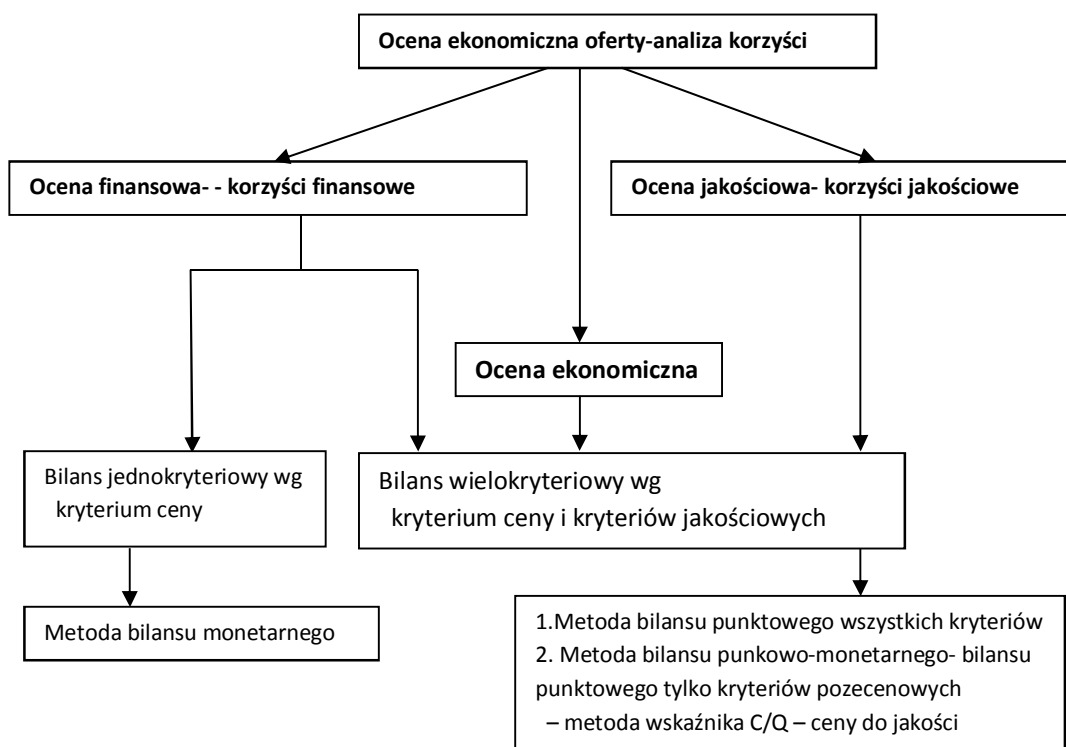 Ocena ekonomiczna oferty-analiza korzyści
Ocena finansowa- - korzyści finansowe
Ocena jakościowa- korzyści jakościowe
Ocena ekonomiczna
Bilans jednokryteriowy wg
kryterium ceny
Bilans wielokryteriowy wg
kryterium ceny i kryteriów jakościowych
Metoda bilansu monetarnego
1.Metoda bilansu punktowego wszystkich kryteriów
2. Metoda bilansu punkowo-monetarnego- bilansu
punktowego tylko kryteriów pozecenowych
– metoda wskaźnika C/Q – ceny do jakości